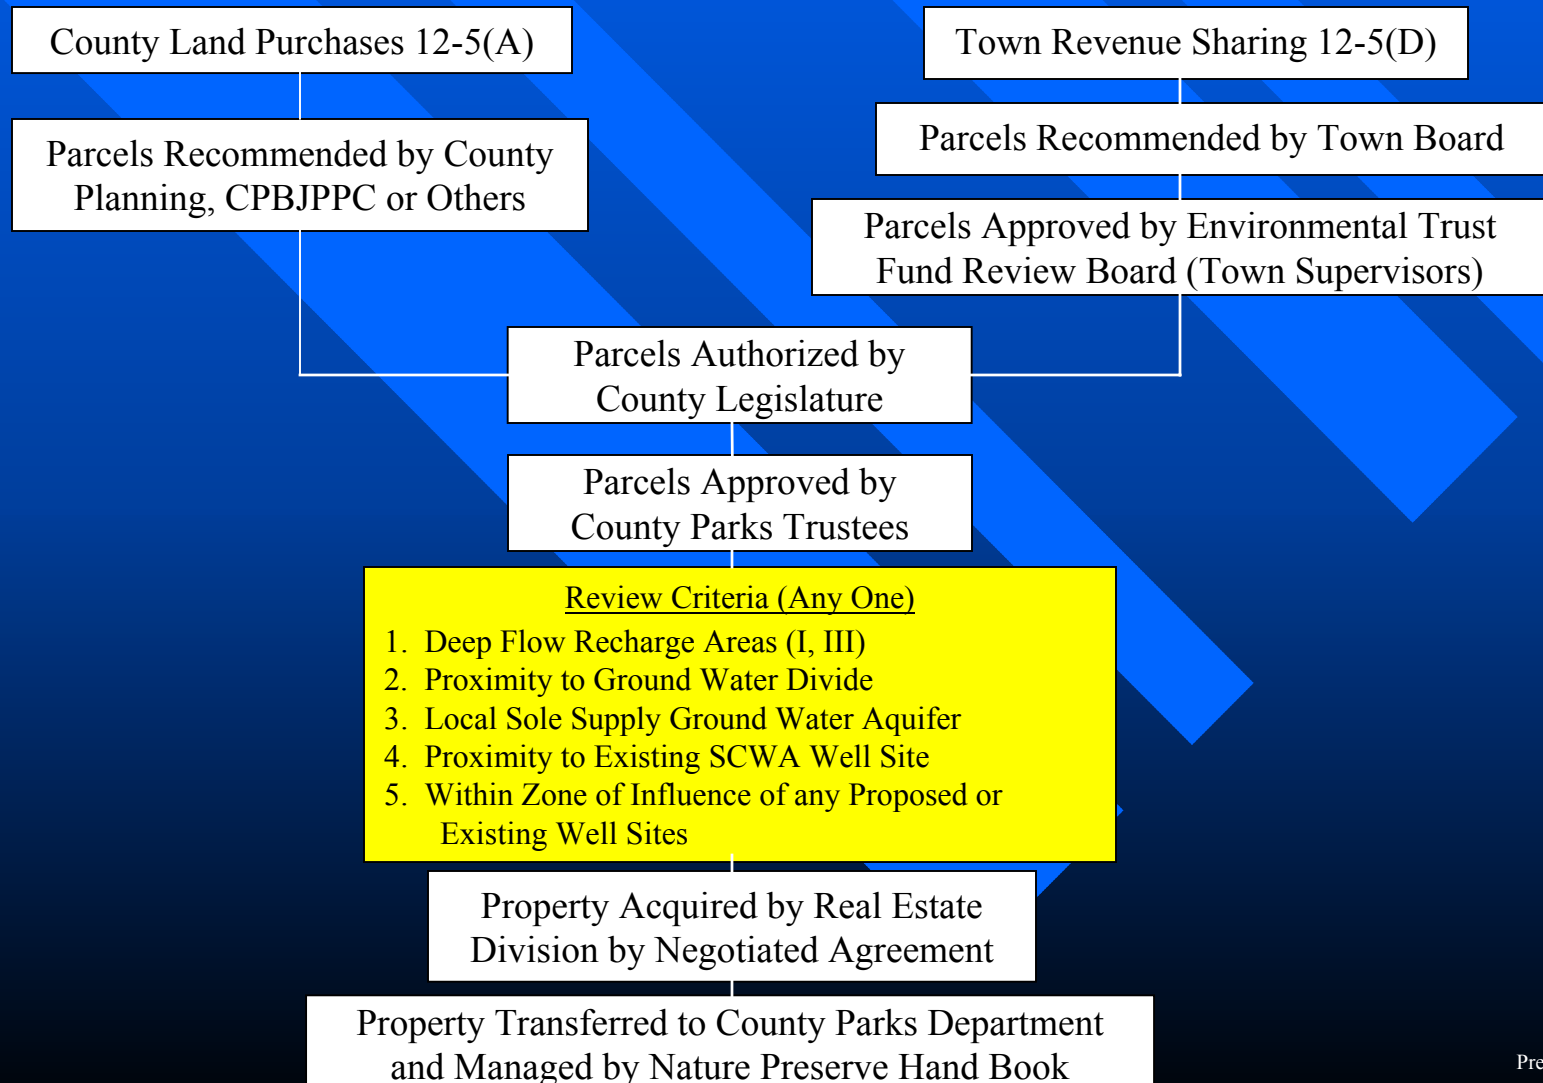 County Land Purchases 12-5(A)
Town Revenue Sharing 12-5(D)
Parcels Recommended by County
Planning, CPBJPPC or Others
Parcels Recommended by Town Board
Parcels Approved by Environmental Trust
Fund Review Board (Town Supervisors)
Parcels Authorized by
County Legislature
Parcels Approved by
County Parks Trustees
Review Criteria (Any One)
1. Deep Flow Recharge Areas (I, III)
2. Proximity to Ground Water Divide
3. Local Sole Supply Ground Water Aquifer
4. Proximity to Existing SCWA Well Site
5. Within Zone of Influence of any Proposed or
Existing Well Sites
Property Acquired by Real Estate
Division by Negotiated Agreement
Property Transferred to County Parks Department
and Managed by Nature Preserve Hand Book
Pre